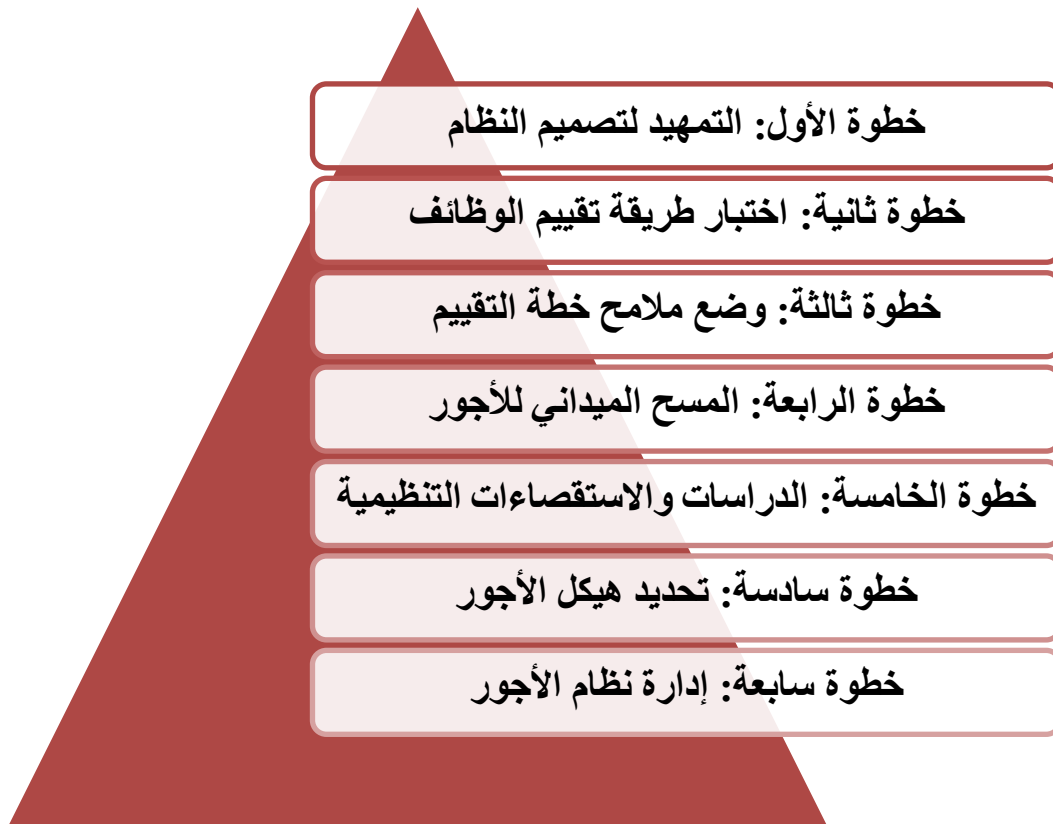 خطوة الأول: التمهيد لتصميم النظام
خطوة ثانية: اختبار طريقة تقييم الوظائف
خطوة ثالثة: وضع ملامح خطة التقييم
خطوة الرابعة: المسح الميداني للأجور
خطوة الخامسة: الدراسات والاستقصاءات التنظيمية
خطوة سادسة: تحديد هيكل الأجور
خطوة سابعة: إدارة نظام الأجور